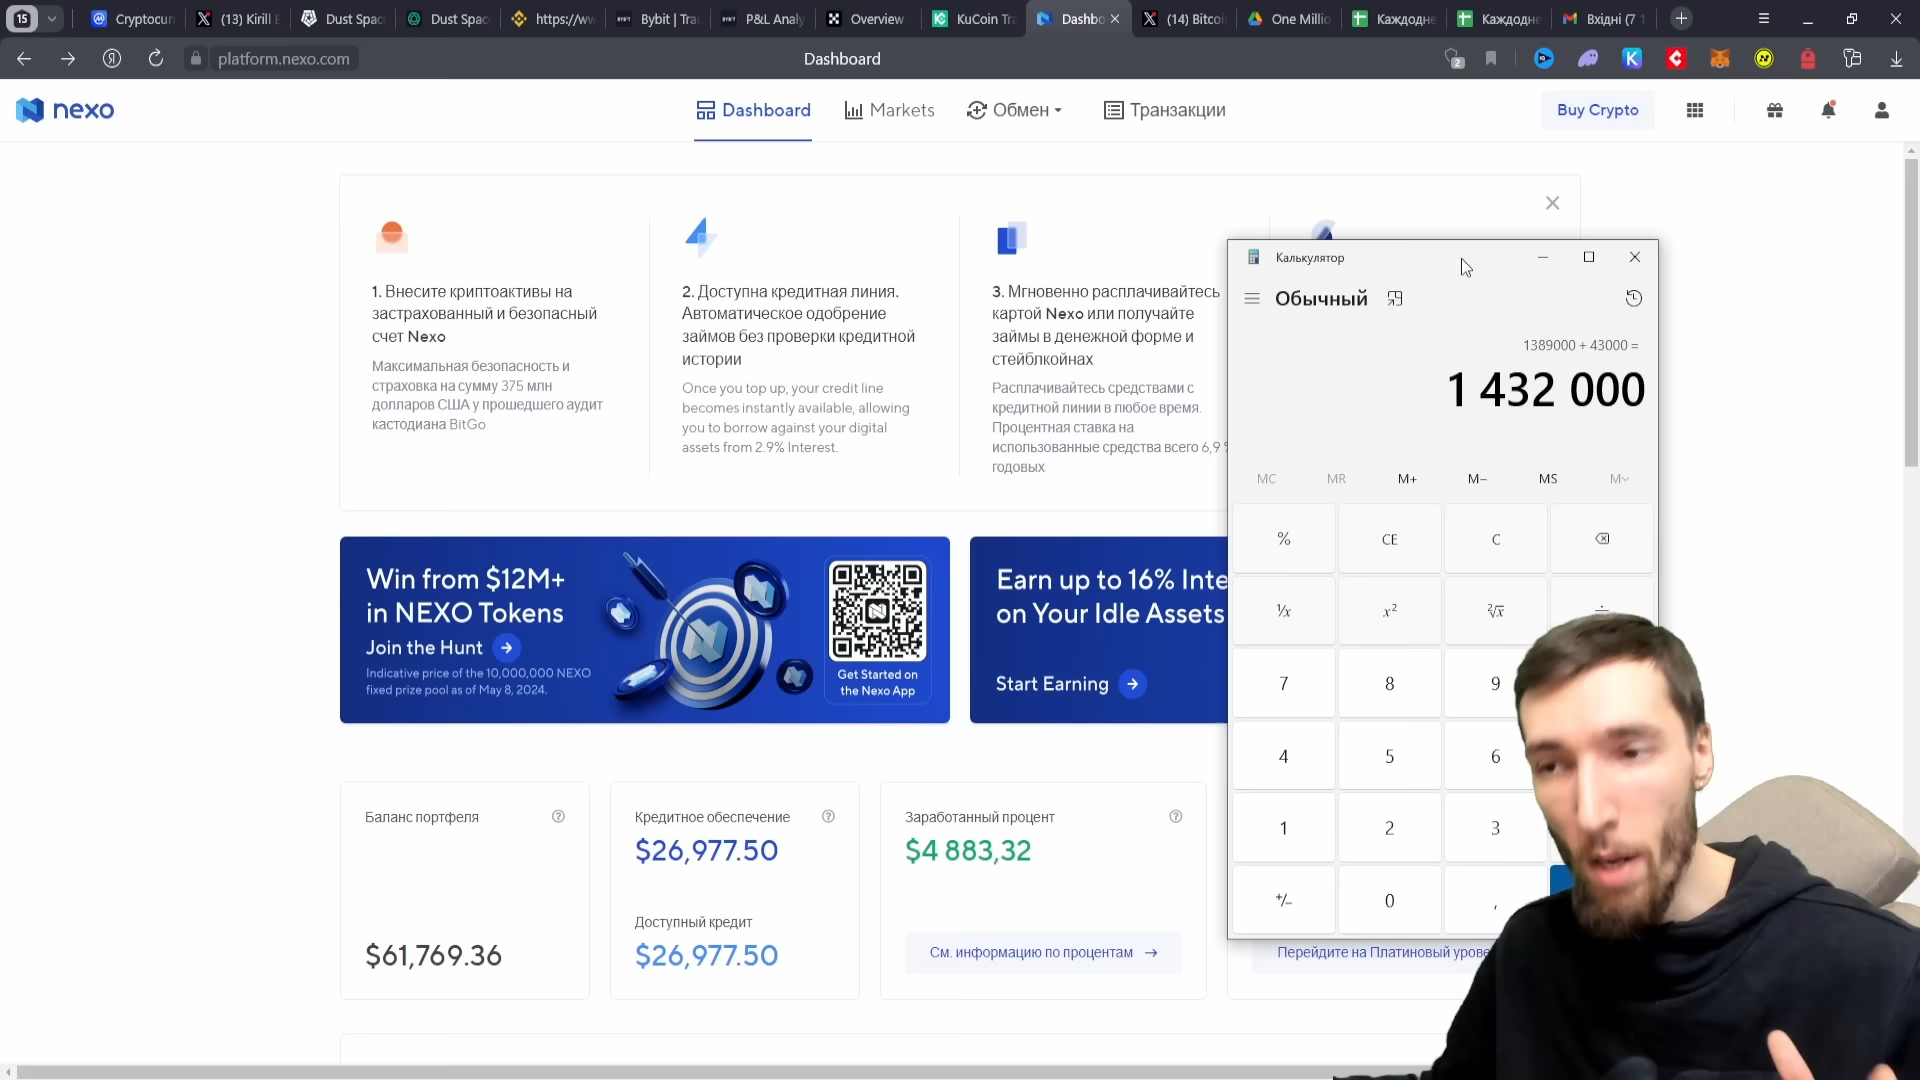 15
Cryptocur
(13) Kirill E
Dust Spac
Dust Spac
https://ww
Bybit | Tra
P&L Analy
Overview
KuCoin Tra
Dashbo
(14) Bitcoi
One Millio
Каждодне
Каждодне
Вхідні (7 1
platform.nexo.com
Dashboard
2
nexo
Dashboard
Markets
Обмен
Транзакции
Buy Crypto
1. Внесите криптоактивы на
застрахованный и безопасный
счет Nexo
Максимальная безопасность и
страховка на сумму 375 млн
долларов США у прошедшего аудит
кастодиана BitGo
2. Доступна кредитная линия.
Автоматическое одобрение
займов без проверки кредитной
истории
Once you top up, your credit line
becomes instantly available, allowing
you to borrow against your digital
assets from 2.9% Interest.
3. Мгновенно расплачивайтесь
картой Nexo или получайте
займы в денежной форме и
стейблкойнах
Расплачивайтесь средствами с
кредитной линии в любое время.
Процентная ставка на
использованные средства всего 6,9 %
годовых
Win from $12M+
in NEXO Tokens
Join the Hunt
Indicative price of the 10,000,000 NEXO
fixed prize pool as of May 8, 2024.
Get Started on
the Nexo App
Earn up to 16% Inte
on Your Idle Assets
Start Earning
Баланс портфеля
$61,769.36
Кредитное обеспечение
$26,977.50
Доступный кредит
$26,977.50
Заработанный процент
$4 883,32
См. информацию по процентам
Перейдите на Платиновый урове
Калькулятор
Обычный
1389000 + 43000 =
1 432 000
MC MR M+ M− MS M
% CE C
¹/x x² ²√x ÷
7 8 9
4 5 6
1 2 3
+/− 0 ,